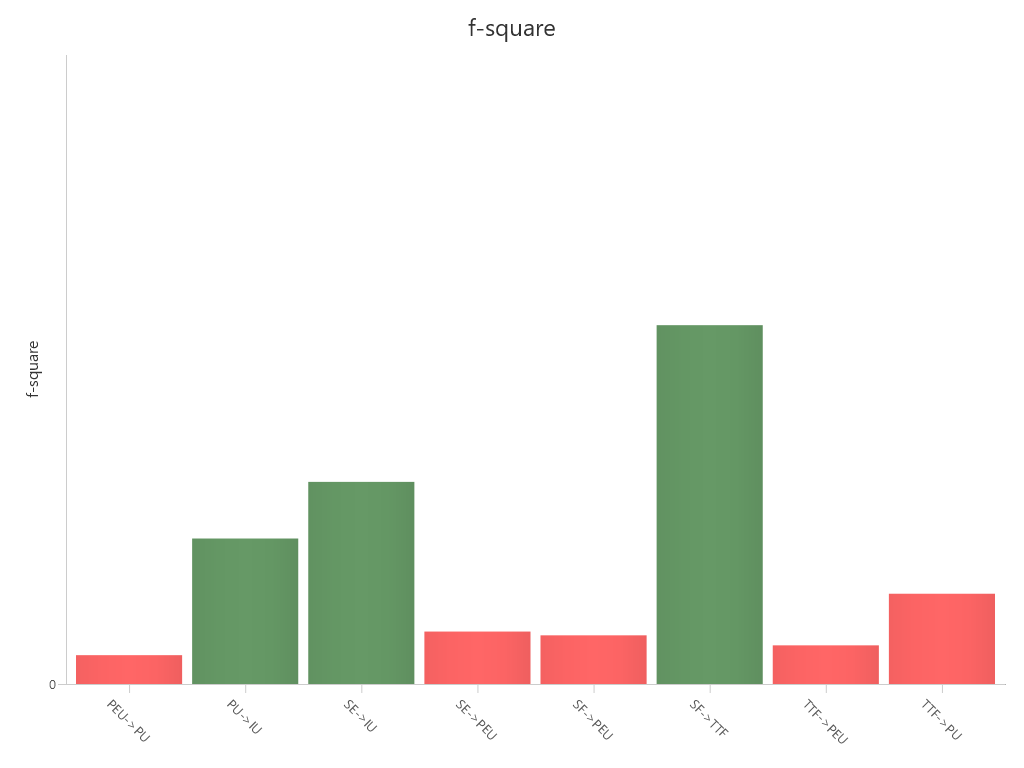 f-square
f-square
0
PEU->PU
PU->IU
SE->IU
SE->PEU
SF->PEU
SF->TTF
TTF->PEU
TTF->PU